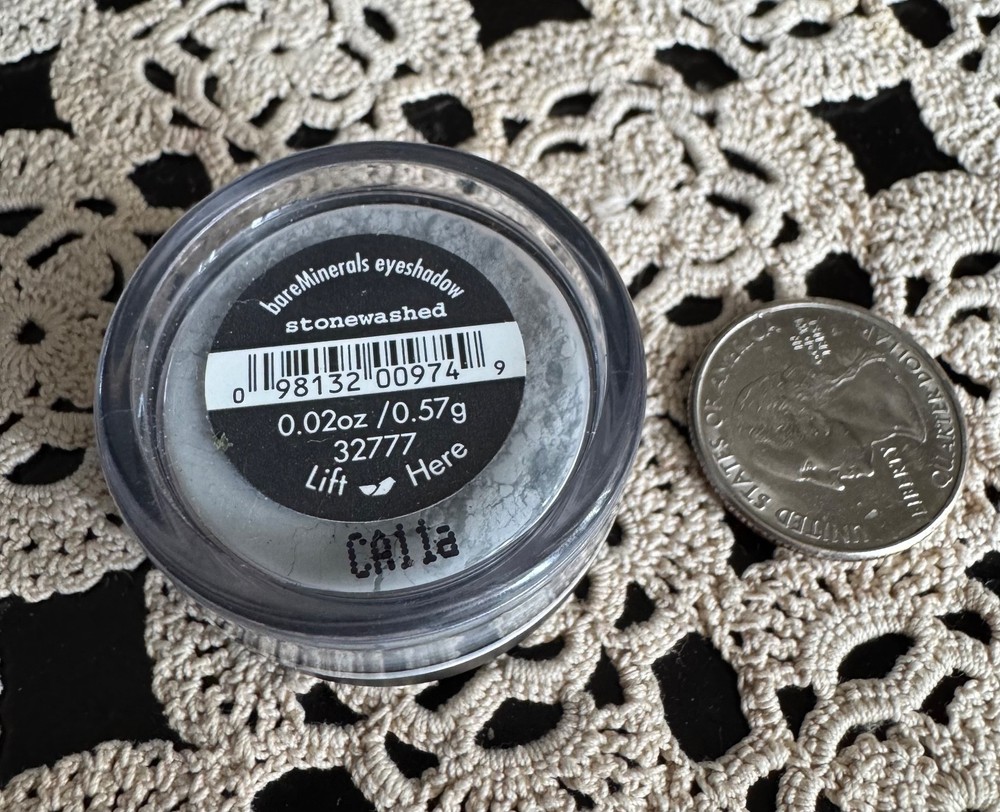 bareMinerals eyeshadow
stonewashed
0 98132 00974 9
0.02oz /0.57g
32777
Lift Here
CA11a
UNITED STATES OF AMERICA
LIBERTY
QUARTER DOLLAR